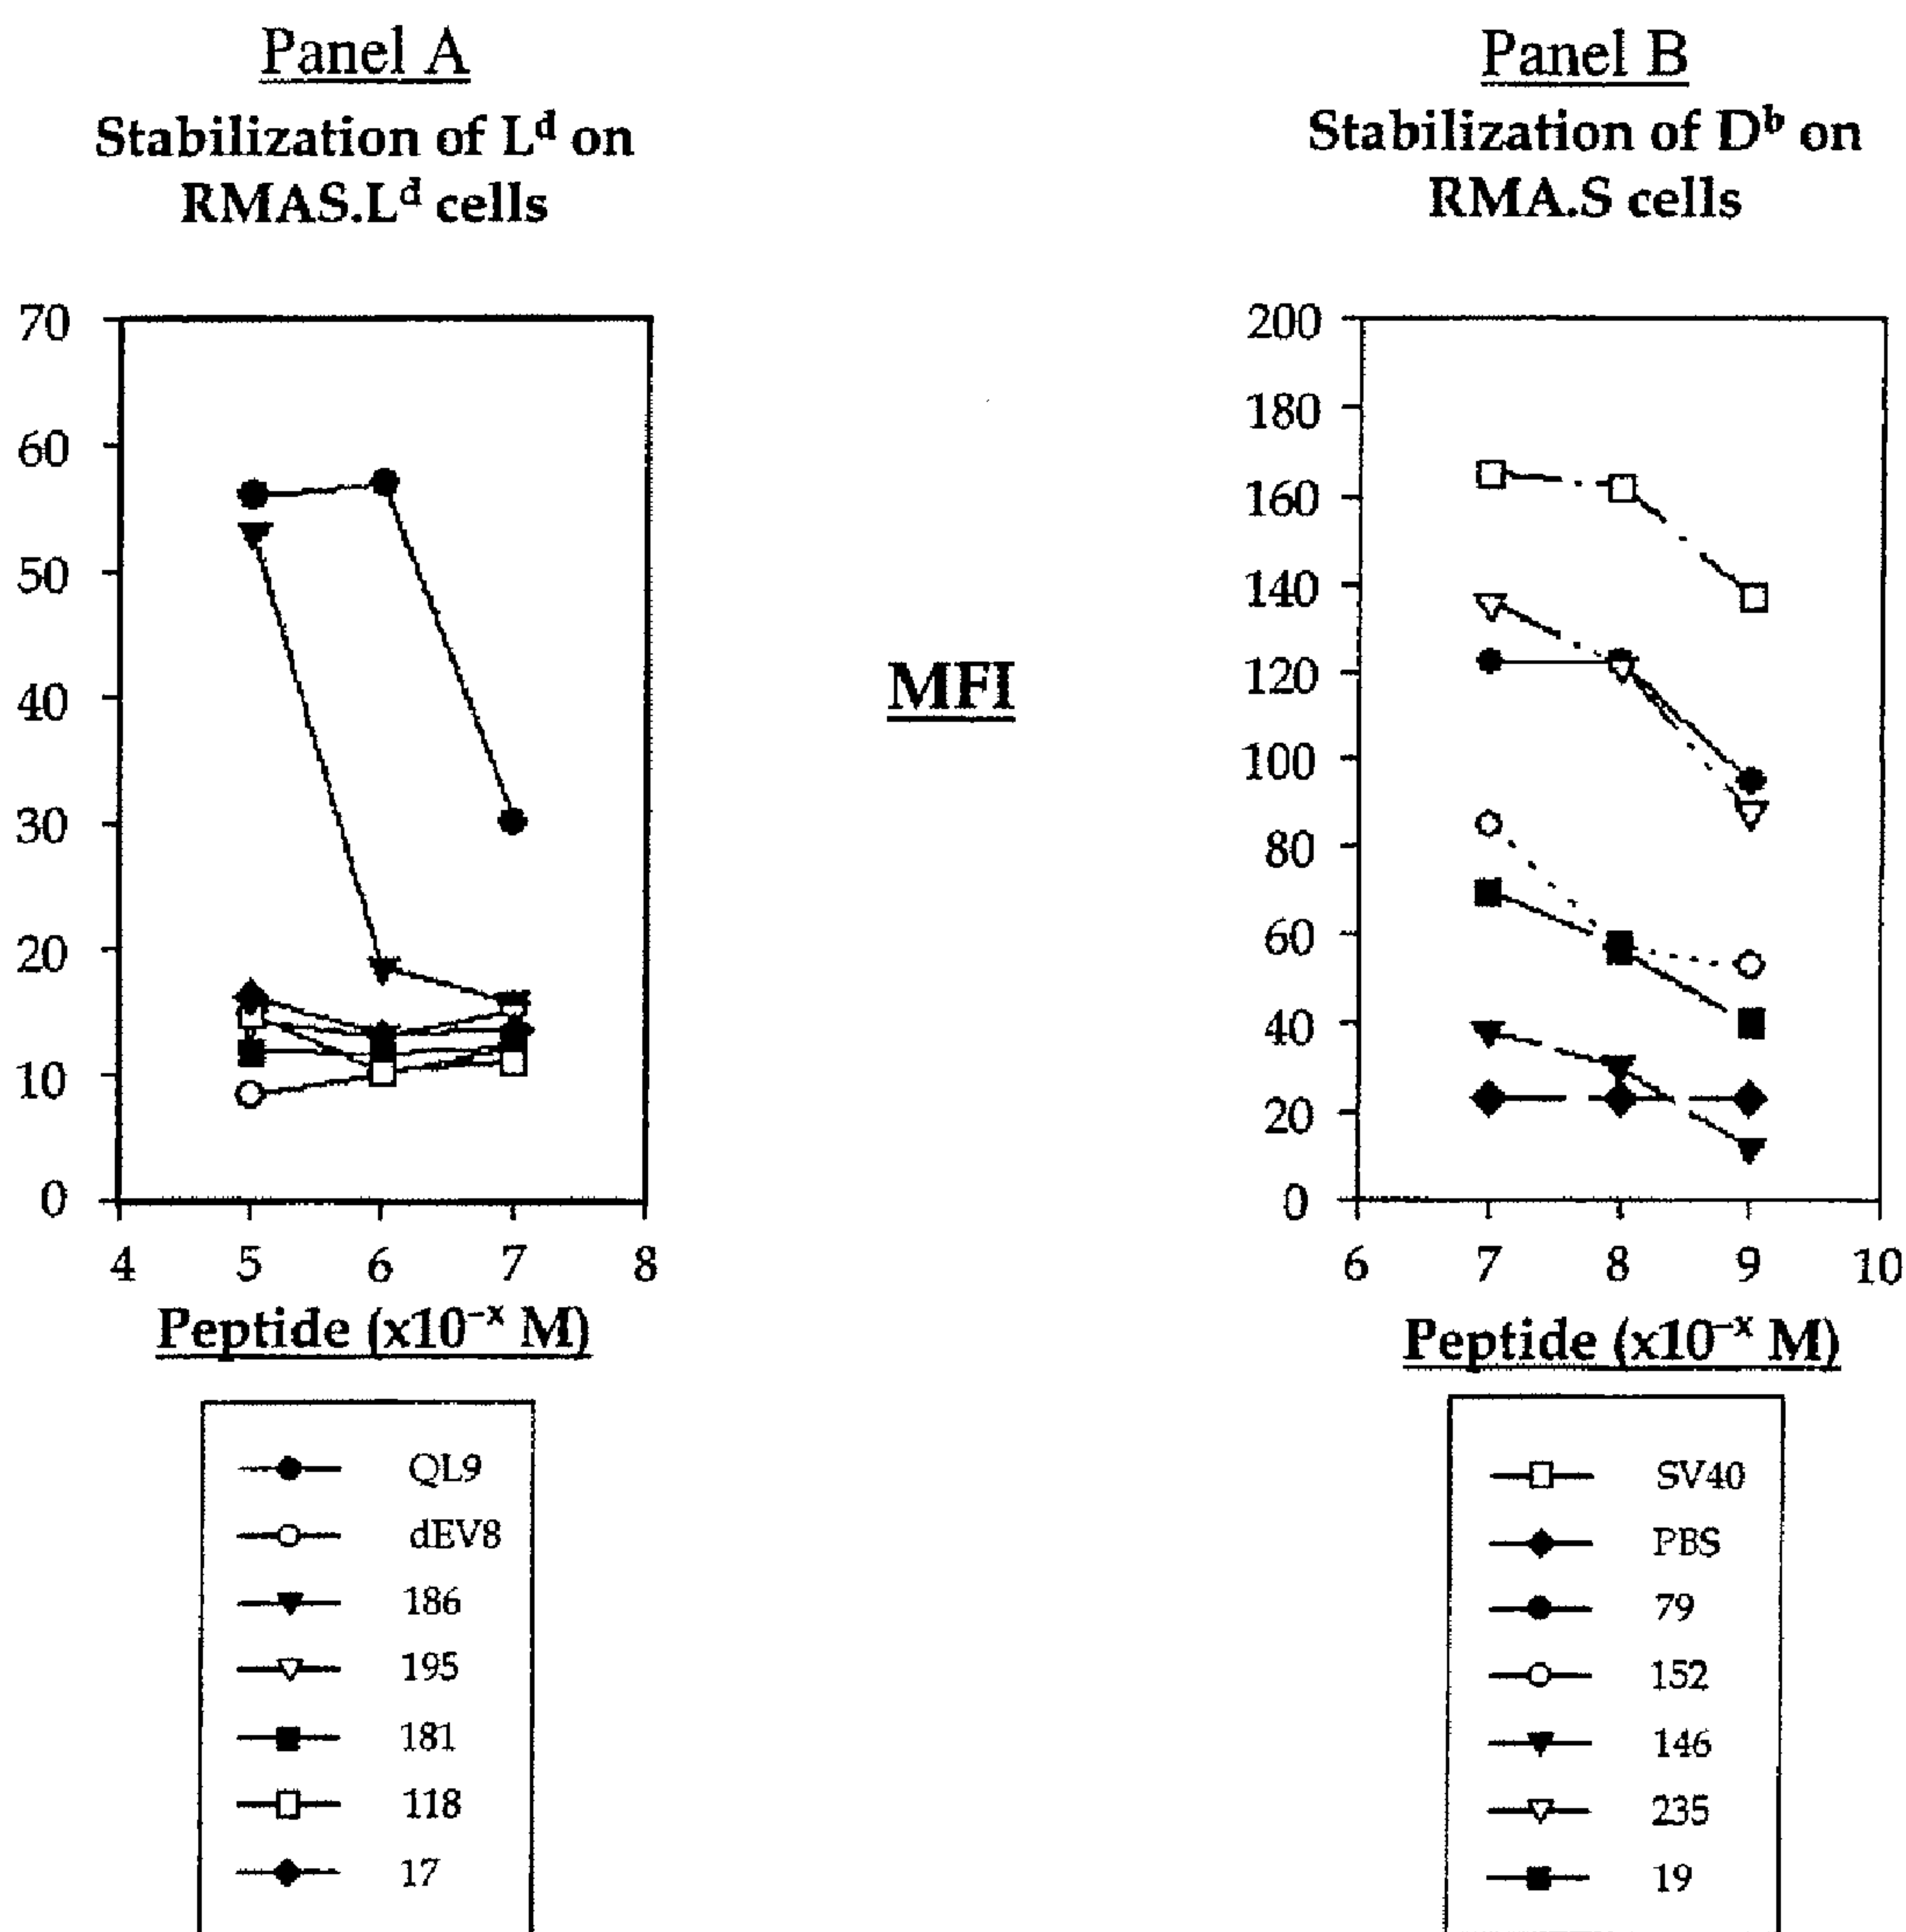 Panel A
Stabilization of Lᵈ on
RMAS.Lᵈ cells
70
60
50
40
30
20
10
0
4 5 6 7 8
Peptide (x10⁻ˣ M)
QL9
dEV8
186
195
181
118
17
MFI
Panel B
Stabilization of Dᵇ on
RMA.S cells
200
180
160
140
120
100
80
60
40
20
0
6 7 8 9 10
Peptide (x10⁻ˣ M)
SV40
PBS
79
152
146
235
19